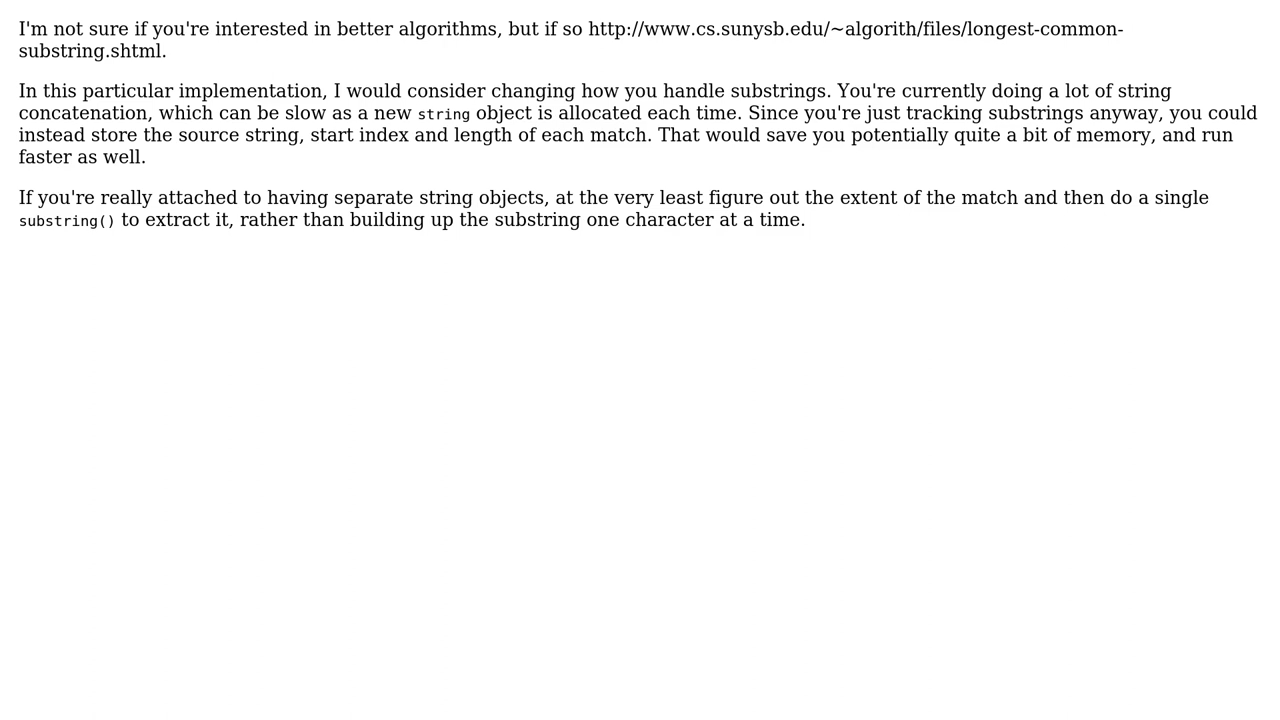 I'm not sure if you're interested in better algorithms, but if so http://www.cs.sunysb.edu/~algorith/files/longest-common-
substring.shtml.
In this particular implementation, I would consider changing how you handle substrings. You're currently doing a lot of string
concatenation, which can be slow as a new string object is allocated each time. Since you're just tracking substrings anyway, you could
instead store the source string, start index and length of each match. That would save you potentially quite a bit of memory, and run
faster as well.
If you're really attached to having separate string objects, at the very least figure out the extent of the match and then do a single
substring() to extract it, rather than building up the substring one character at a time.